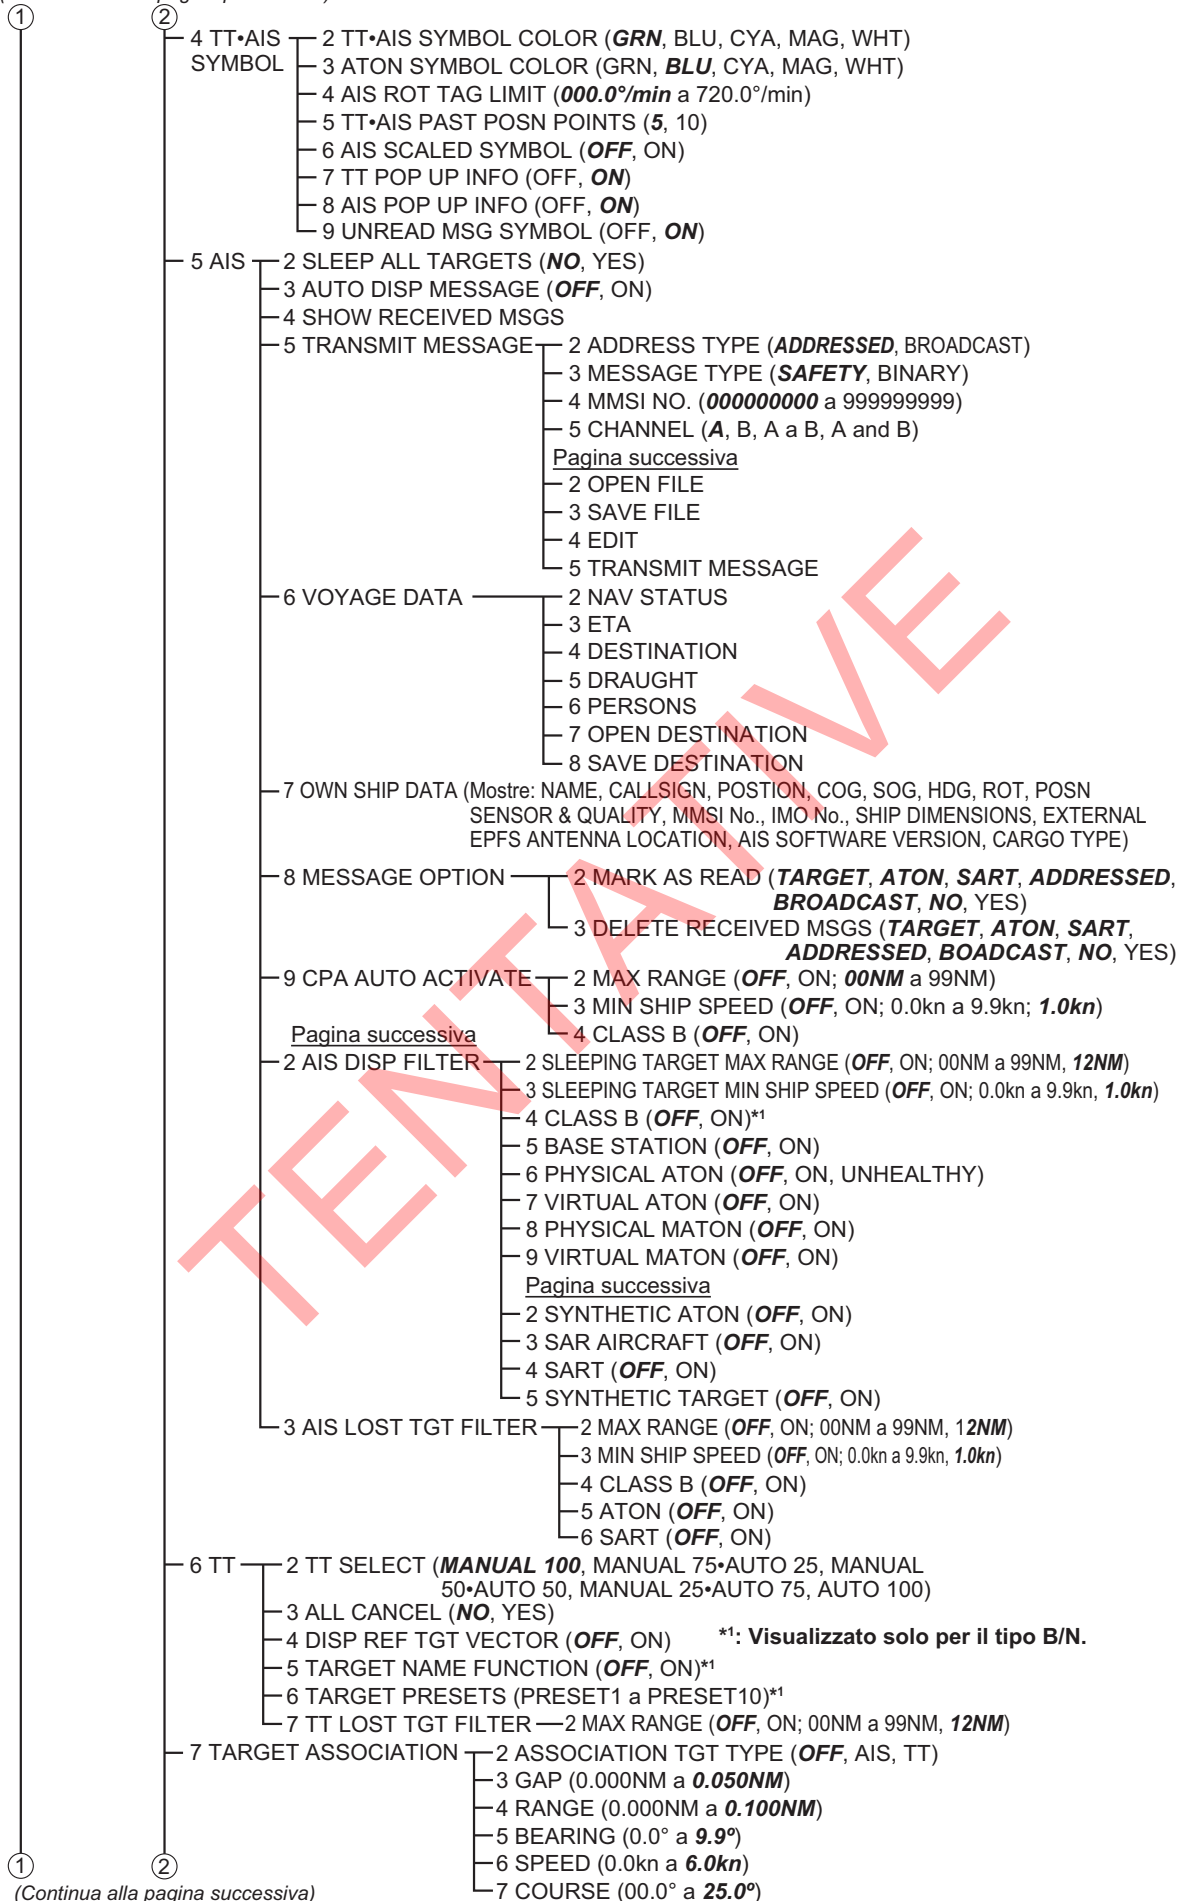 1
2
4 TT•AIS SYMBOL
2 TT•AIS SYMBOL COLOR (GRN, BLU, CYA, MAG, WHT)
3 ATON SYMBOL COLOR (GRN, BLU, CYA, MAG, WHT)
4 AIS ROT TAG LIMIT (000.0°/min a 720.0°/min)
5 TT•AIS PAST POSN POINTS (5, 10)
6 AIS SCALED SYMBOL (OFF, ON)
7 TT POP UP INFO (OFF, ON)
8 AIS POP UP INFO (OFF, ON)
9 UNREAD MSG SYMBOL (OFF, ON)
5 AIS
2 SLEEP ALL TARGETS (NO, YES)
3 AUTO DISP MESSAGE (OFF, ON)
4 SHOW RECEIVED MSGS
5 TRANSMIT MESSAGE
2 ADDRESS TYPE (ADDRESSED, BROADCAST)
3 MESSAGE TYPE (SAFETY, BINARY)
4 MMSI NO. (000000000 a 999999999)
5 CHANNEL (A, B, A a B, A and B)
Pagina successiva
2 OPEN FILE
3 SAVE FILE
4 EDIT
5 TRANSMIT MESSAGE
6 VOYAGE DATA
2 NAV STATUS
3 ETA
4 DESTINATION
5 DRAUGHT
6 PERSONS
7 OPEN DESTINATION
8 SAVE DESTINATION
7 OWN SHIP DATA (Mostre: NAME, CALLSIGN, POSTION, COG, SOG, HDG, ROT, POSN
SENSOR & QUALITY, MMSI No., IMO No., SHIP DIMENSIONS, EXTERNAL
EPFS ANTENNA LOCATION, AIS SOFTWARE VERSION, CARGO TYPE)
8 MESSAGE OPTION
2 MARK AS READ (TARGET, ATON, SART, ADDRESSED,
BROADCAST, NO, YES)
3 DELETE RECEIVED MSGS (TARGET, ATON, SART,
ADDRESSED, BOADCAST, NO, YES)
9 CPA AUTO ACTIVATE
2 MAX RANGE (OFF, ON; 00NM a 99NM)
3 MIN SHIP SPEED (OFF, ON; 0.0kn a 9.9kn; 1.0kn)
4 CLASS B (OFF, ON)
Pagina successiva
2 AIS DISP FILTER
2 SLEEPING TARGET MAX RANGE (OFF, ON; 00NM a 99NM, 12NM)
3 SLEEPING TARGET MIN SHIP SPEED (OFF, ON; 0.0kn a 9.9kn, 1.0kn)
4 CLASS B (OFF, ON)*1
5 BASE STATION (OFF, ON)
6 PHYSICAL ATON (OFF, ON, UNHEALTHY)
7 VIRTUAL ATON (OFF, ON)
8 PHYSICAL MATON (OFF, ON)
9 VIRTUAL MATON (OFF, ON)
Pagina successiva
2 SYNTHETIC ATON (OFF, ON)
3 SAR AIRCRAFT (OFF, ON)
4 SART (OFF, ON)
5 SYNTHETIC TARGET (OFF, ON)
3 AIS LOST TGT FILTER
2 MAX RANGE (OFF, ON; 00NM a 99NM, 12NM)
3 MIN SHIP SPEED (OFF, ON; 0.0kn a 9.9kn, 1.0kn)
4 CLASS B (OFF, ON)
5 ATON (OFF, ON)
6 SART (OFF, ON)
6 TT
2 TT SELECT (MANUAL 100, MANUAL 75•AUTO 25, MANUAL
50•AUTO 50, MANUAL 25•AUTO 75, AUTO 100)
3 ALL CANCEL (NO, YES)
4 DISP REF TGT VECTOR (OFF, ON)
*1: Visualizzato solo per il tipo B/N.
5 TARGET NAME FUNCTION (OFF, ON)*1
6 TARGET PRESETS (PRESET1 a PRESET10)*1
7 TT LOST TGT FILTER
2 MAX RANGE (OFF, ON; 00NM a 99NM, 12NM)
7 TARGET ASSOCIATION
2 ASSOCIATION TGT TYPE (OFF, AIS, TT)
3 GAP (0.000NM a 0.050NM)
4 RANGE (0.000NM a 0.100NM)
5 BEARING (0.0° a 9.9º)
6 SPEED (0.0kn a 6.0kn)
7 COURSE (00.0° a 25.0º)
1
2
(Continua alla pagina successiva)
TENTATIVE